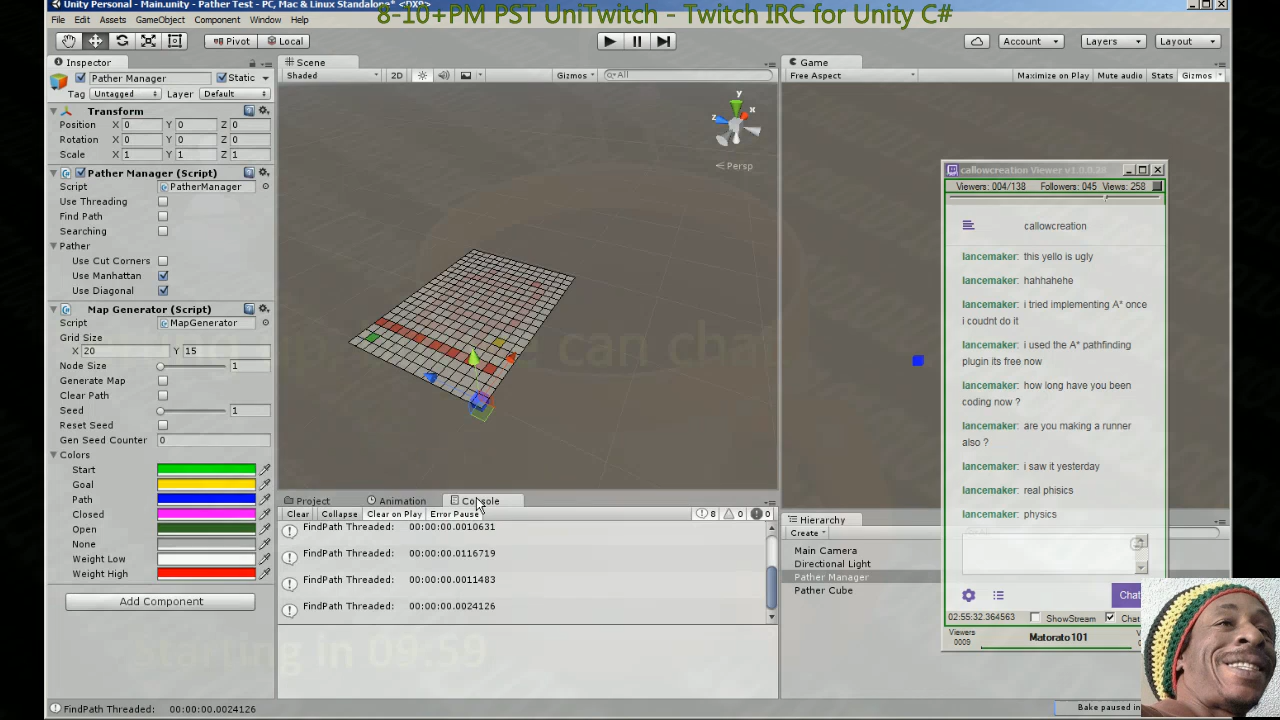 Unity Personal - Main.unity - Pather Test - PC, Mac & Linux Standalone* <DX9>
8-10+PM PST UniTwitch - Twitch IRC for Unity C#
File Edit Assets GameObject Component Window Help
Pivot Local Account Layers Layout
Inspector
Pather Manager Static
Tag Untagged Layer Default
Transform
Position X 0 Y 0 Z 0
Rotation X 0 Y 0 Z 0
Scale X 1 Y 1 Z 1
Pather Manager (Script)
Script PatherManager
Use Threading
Find Path
Searching
Pather
Use Cut Corners
Use Manhattan
Use Diagonal
Map Generator (Script)
Script MapGenerator
Grid Size
X 20 Y 15
Node Size 1
Generate Map
Clear Path
Seed 1
Reset Seed
Gen Seed Counter 0
Colors
Start
Goal
Path
Closed
Open
None
Weight Low
Weight High
Add Component
Scene
Shaded 2D Gizmos All
y
x
z
Persp
can chat
Starting in 09:59
Project Animation Console
Clear Collapse Clear on Play Error Pause 8 0 0
FindPath Threaded: 00:00:00.0010631
FindPath Threaded: 00:00:00.0116719
FindPath Threaded: 00:00:00.0011483
FindPath Threaded: 00:00:00.0024126
FindPath Threaded: 00:00:00.0024126
Game
Free Aspect Maximize on Play Mute audio Stats Gizmos
Hierarchy
Create
Main Camera
Directional Light
Pather Manager
Pather Cube
callowcreation Viewer
Viewers: 004/138 Followers: 045 Views: 258
callowcreation
lancemaker: this yello is ugly
lancemaker: hahhahehe
lancemaker: i tried implementing A* once
i coudnt do it
lancemaker: i used the A* pathfinding
plugin its free now
lancemaker: how long have you been
coding now ?
lancemaker: are you making a runner
also ?
lancemaker: i saw it yesterday
lancemaker: real phisics
lancemaker: physics
Chat
02:55:32.364563 ShowStream Chat
Viewers
0009
Matorato101
Bake paused in